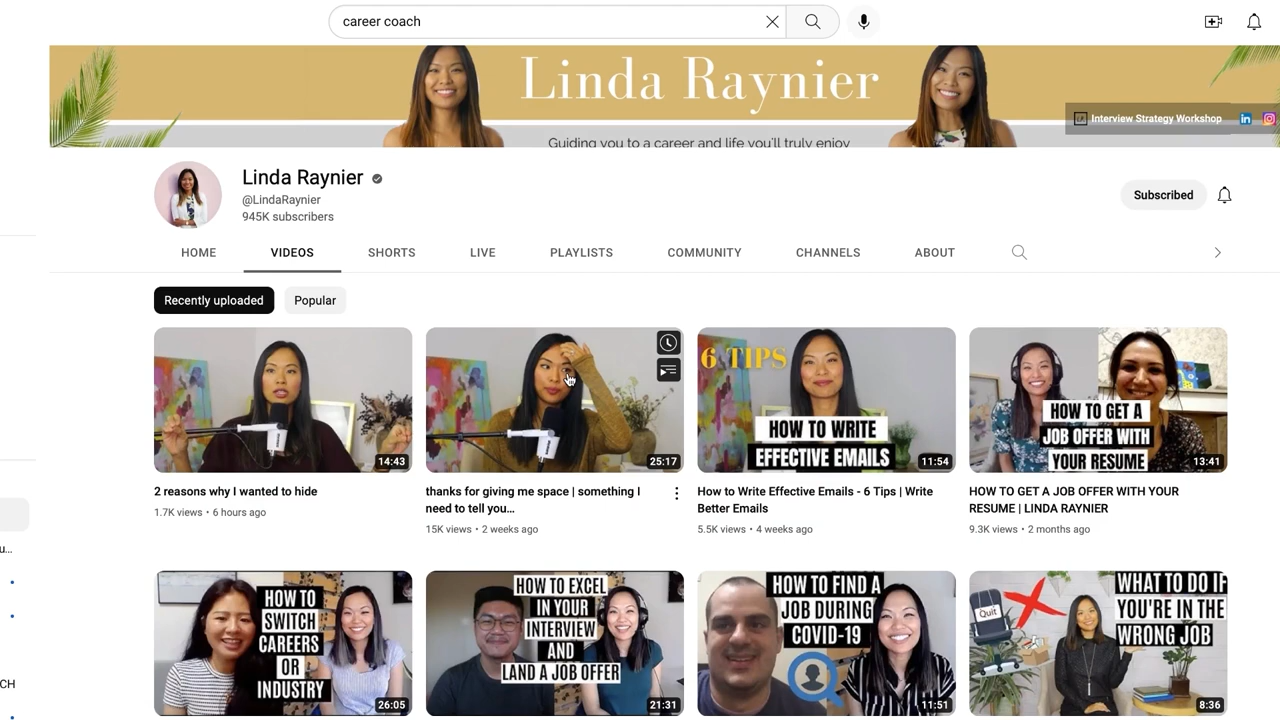 career coach
Linda Raynier
Guiding you to a career and life you'll truly enjoy
Interview Strategy Workshop
Linda Raynier
@LindaRaynier
945K subscribers
Subscribed
HOME VIDEOS SHORTS LIVE PLAYLISTS COMMUNITY CHANNELS ABOUT
Recently uploaded Popular
14:43
25:17
6 TIPS
HOW TO WRITE
EFFECTIVE EMAILS
11:54
HOW TO GET A
JOB OFFER WITH
YOUR RESUME
13:41
2 reasons why I wanted to hide
1.7K views • 6 hours ago
thanks for giving me space | something I
need to tell you...
15K views • 2 weeks ago
How to Write Effective Emails - 6 Tips | Write
Better Emails
5.5K views • 4 weeks ago
HOW TO GET A JOB OFFER WITH YOUR
RESUME | LINDA RAYNIER
9.3K views • 2 months ago
u...
CH
HOW TO
SWITCH
CAREERS
OR
INDUSTRY
26:05
HOW TO EXCEL
IN YOUR
INTERVIEW
AND
LAND A JOB OFFER
21:31
HOW TO FIND A
JOB DURING
COVID-19
11:51
Quit
WHAT TO DO IF
YOU'RE IN THE
WRONG JOB
8:36